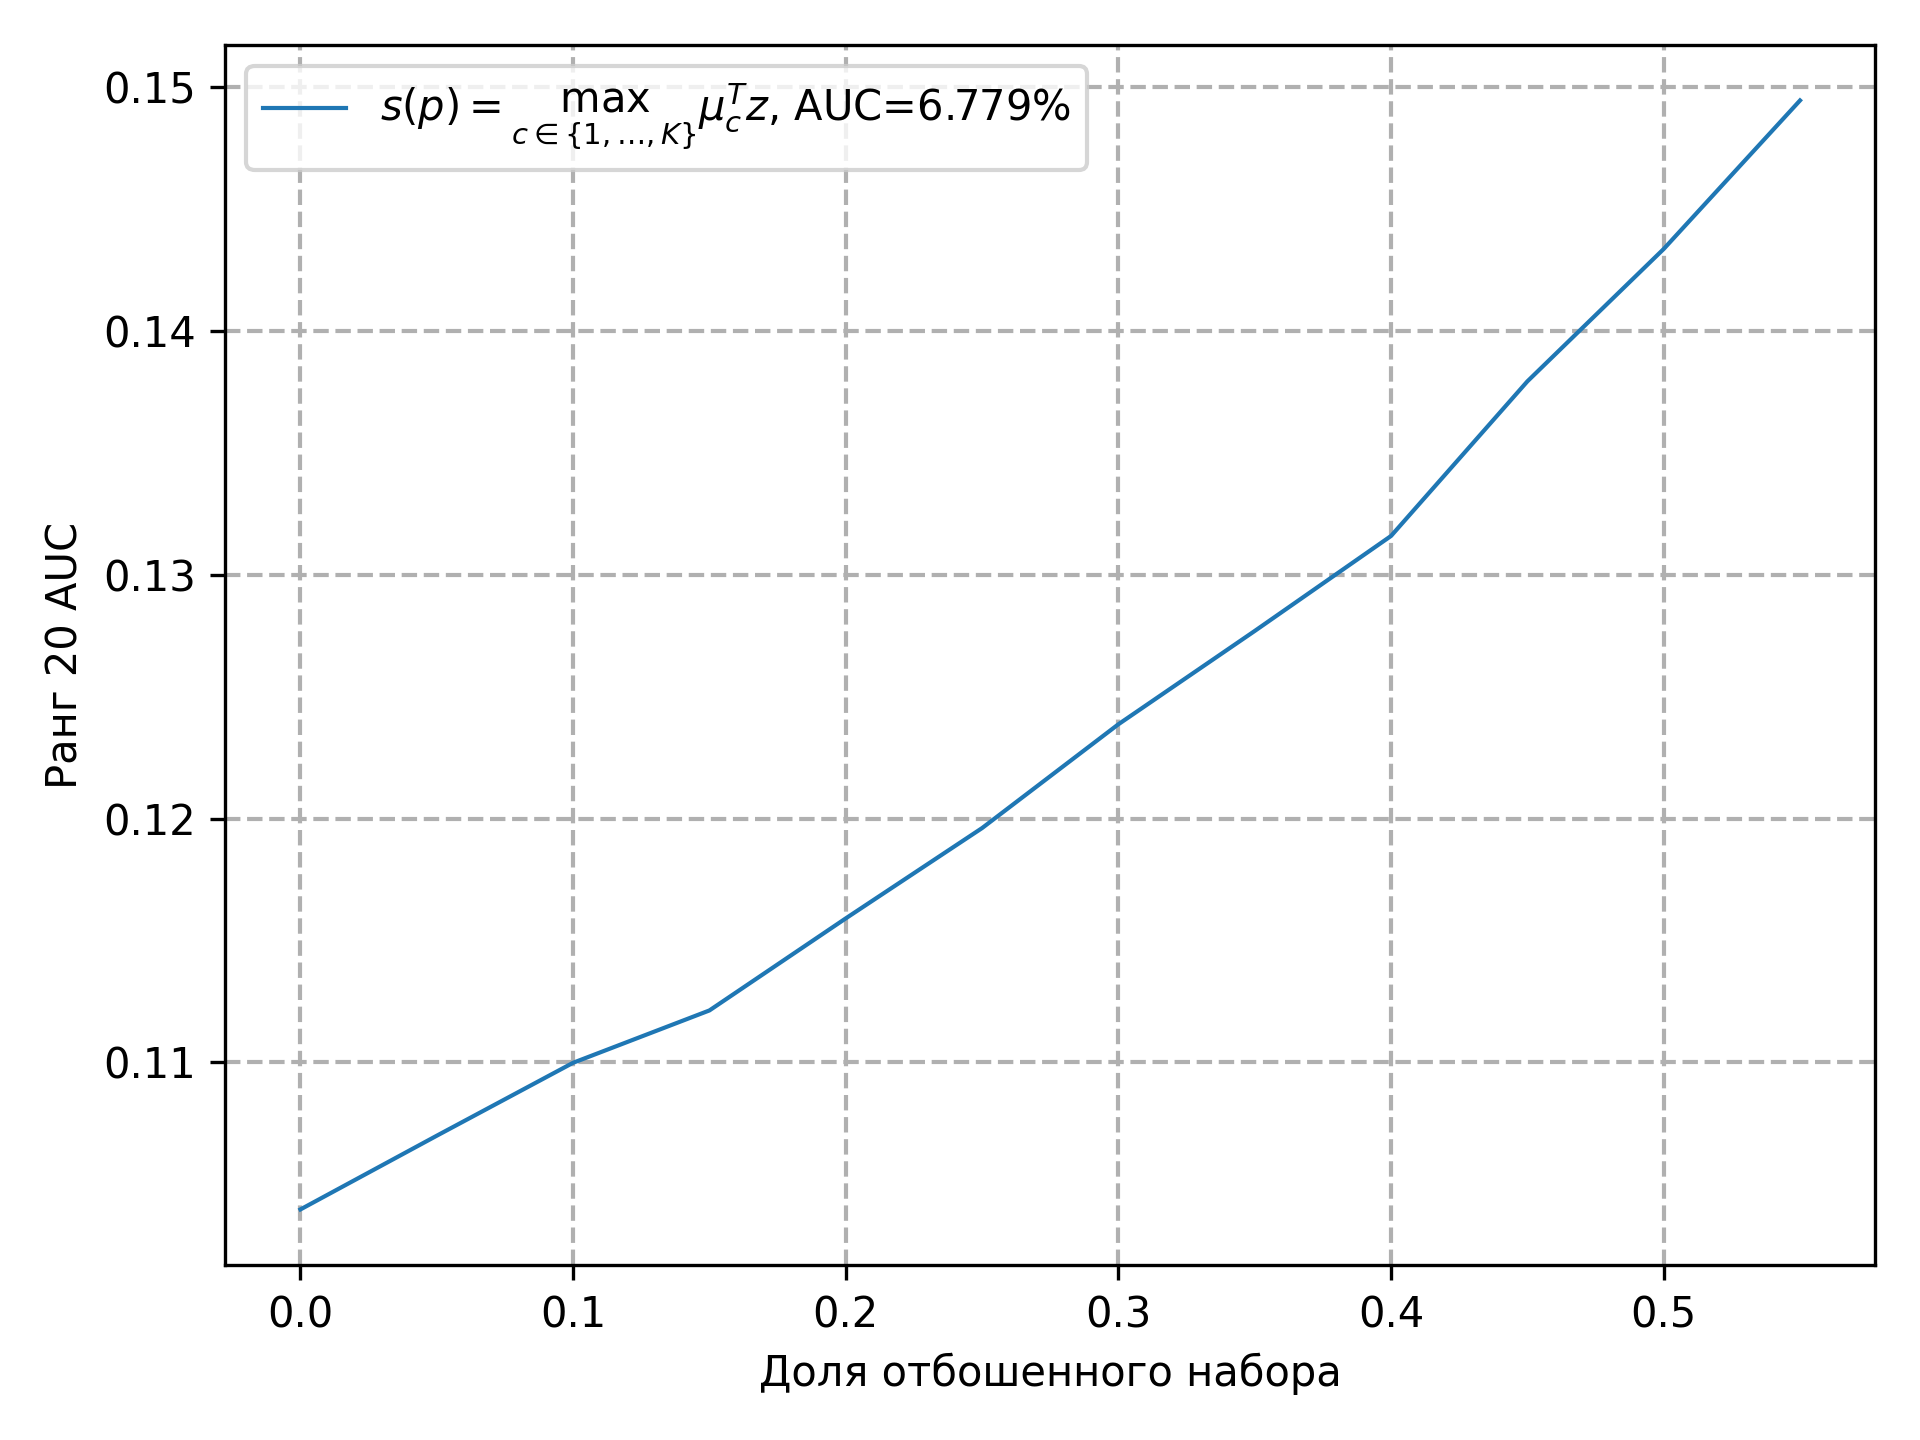 s(p) = max μ_c^T z, AUC=6.779%
c ∈ {1, ..., K}
0.15
0.14
0.13
0.12
0.11
Ранг 20 AUC
0.0 0.1 0.2 0.3 0.4 0.5
Доля отбошенного набора